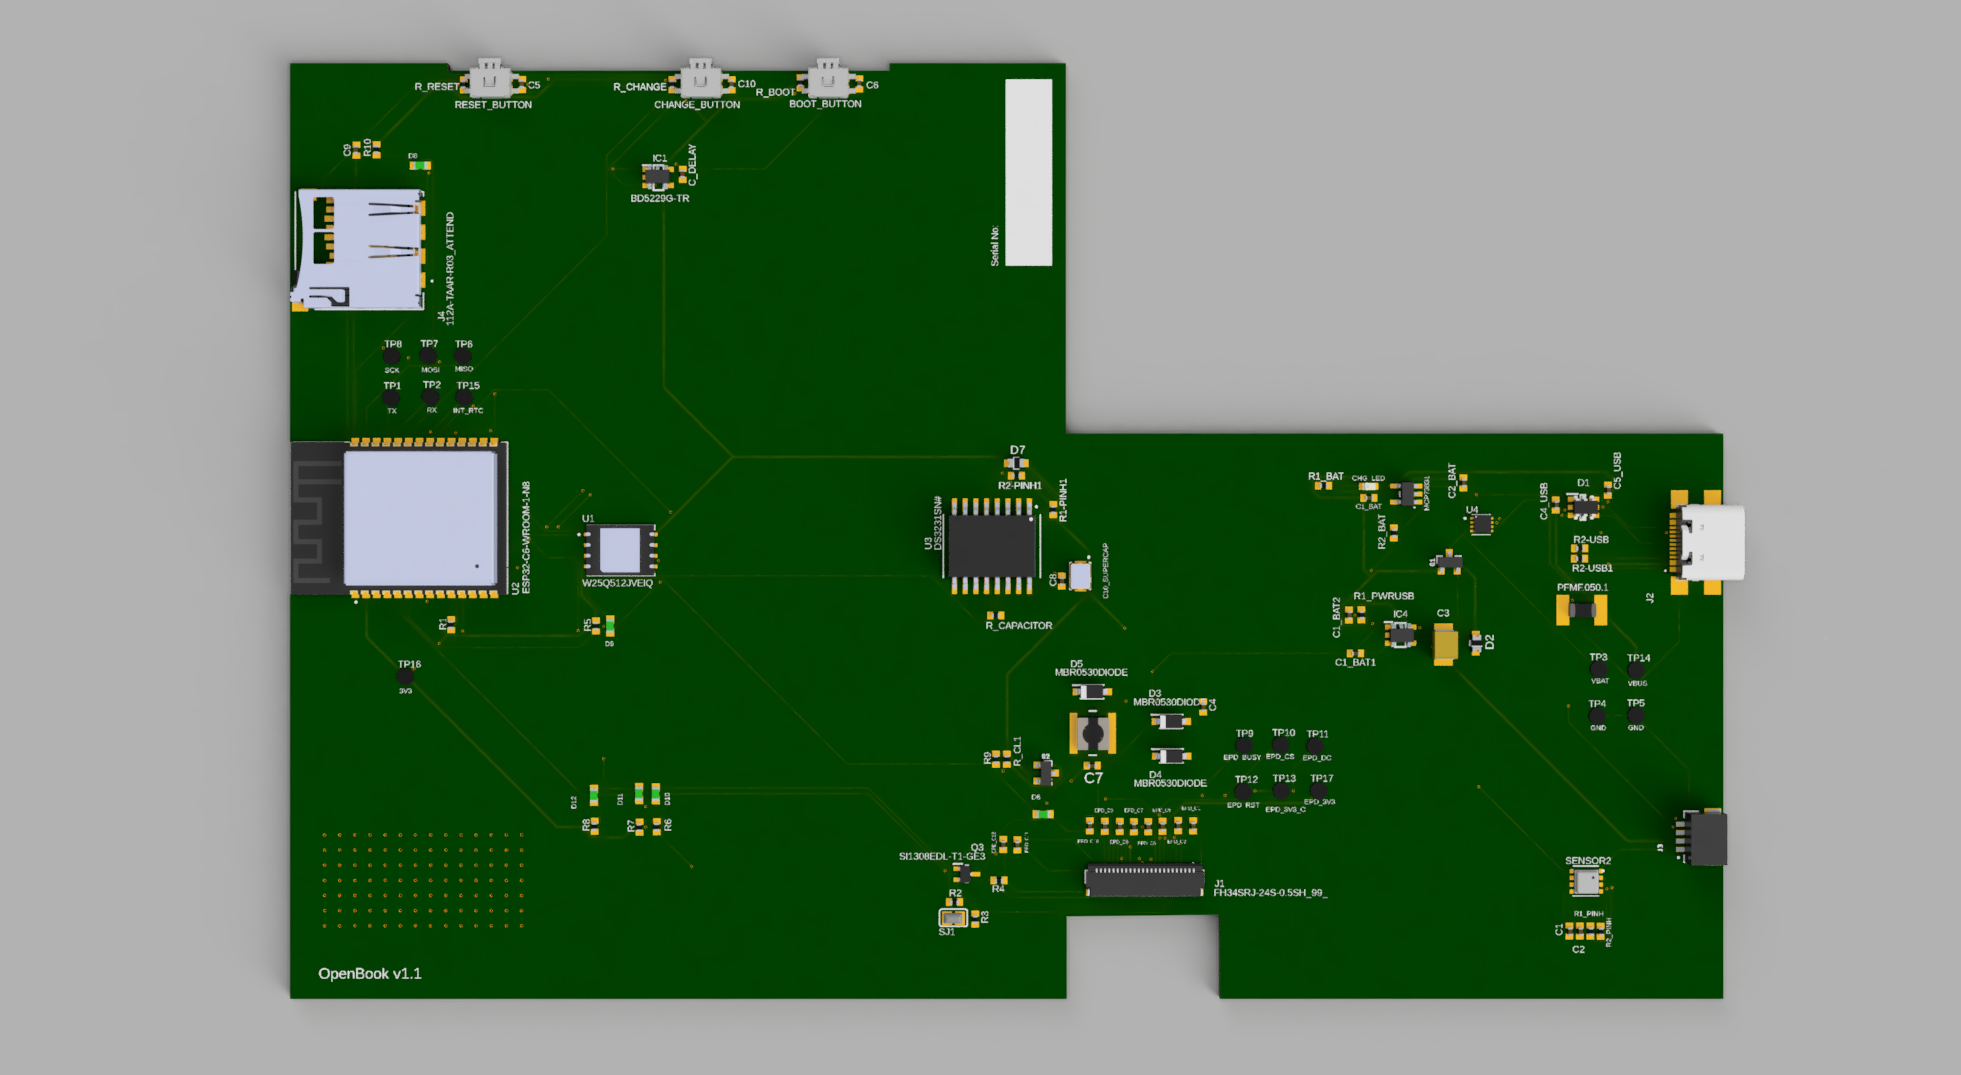 R_RESET
C5
RESET_BUTTON
R_CHANGE
C10
CHANGE_BUTTON
R_BOOT
C6
BOOT_BUTTON
C9
R10
D8
IC1
C_DELAY
BD5229G-TR
Serial No:
J4
112A-TAAR-R03_ATTEND
TP8
TP7
TP6
SCK
MOSI
MISO
TP1
TP2
TP15
TX
RX
INT_RTC
U2
ESP32-C6-WROOM-1-N8
U1
W25Q512JVEIQ
R1
R5
D9
TP16
3V3
D7
R2-PINH1
R1-PINH1
U3
DS3231SN#
C8
C10_SUPERCAP
R_CAPACITOR
R1_BAT
CHG_LED
C1_BAT
R2_BAT
C2_BAT
U4
C4_USB
D1
C5_USB
R2-USB
R2-USB1
PFMF.050.1
J2
R1_PWRUSB
C1_BAT2
IC4
C3
D2
C1_BAT1
TP3
TP14
VBAT
VBUS
TP4
TP5
GND
GND
D5
MBR0530DIODE
D3
MBR0530DIODE
C4
D4
MBR0530DIODE
C7
R9
R_CL1
D6
TP9
TP10
TP11
EPD_BUSY
EPD_CS
EPD_DC
TP12
TP13
TP17
EPD_RST
EPD_3V3_C
EPD_3V3
D12
D11
D10
R8
R7
R6
Q3
SI1308EDL-T1-GE3
R4
R2
R3
SJ1
J1
FH34SRJ-24S-0.5SH_99_
J3
SENSOR2
R1_PINH
C1
C2
R2_PINH
OpenBook v1.1